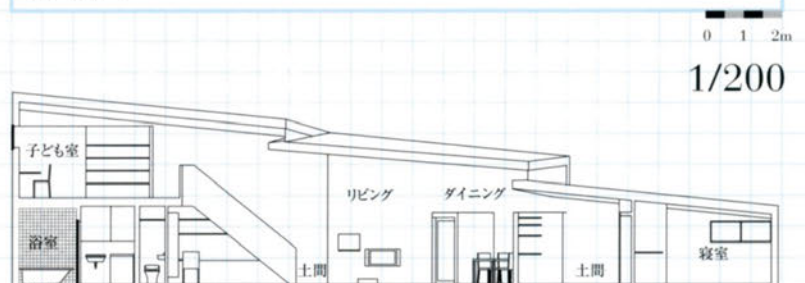 0 1 2m
1/200
子ども室
リビング ダイニング
浴室
寝室
土間 土間